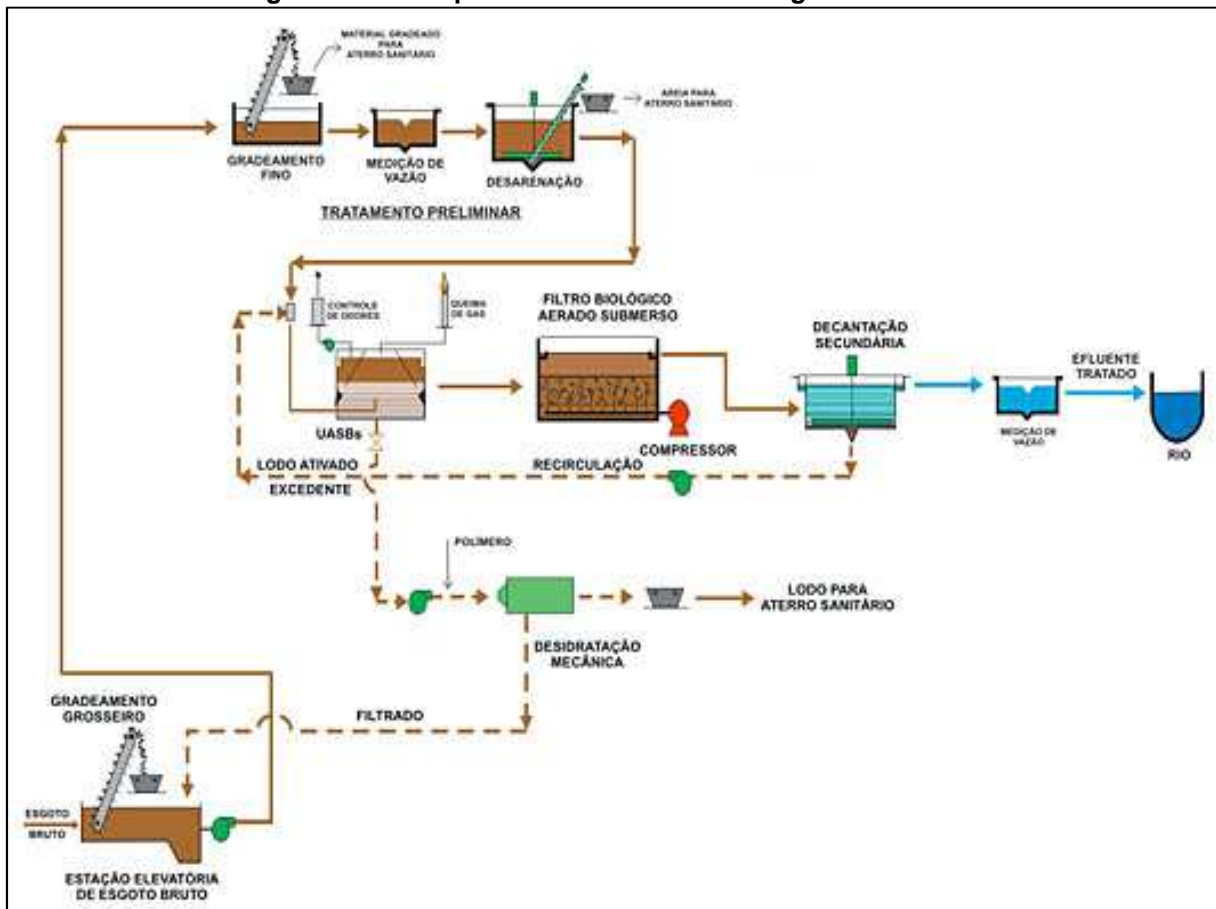 MATERIAL GRADEADO
PARA
ATERRO SANITÁRIO
AREIA PARA
ATERRO SANITÁRIO
GRADEAMENTO
FINO
MEDIÇÃO DE
VAZÃO
DESARENAÇÃO
TRATAMENTO PRELIMINAR
CONTROLE
DE ODORES
QUEIMA
DE GAS
FILTRO BIOLÓGICO
AERADO SUBMERSO
DECANTAÇÃO
SECUNDÁRIA
EFLUENTE
TRATADO
UASBs
COMPRESSOR
MEDIÇÃO DE
VAZÃO
RIO
LODO ATIVADO
EXCEDENTE
RECIRCULAÇÃO
POLÍMERO
LODO PARA
ATERRO SANITÁRIO
DESIDRATAÇÃO
MECÂNICA
GRADEAMENTO
GROSSEIRO
FILTRADO
ESGOTO
BRUTO
ESTAÇÃO ELEVATÓRIA
DE ESGOTO BRUTO